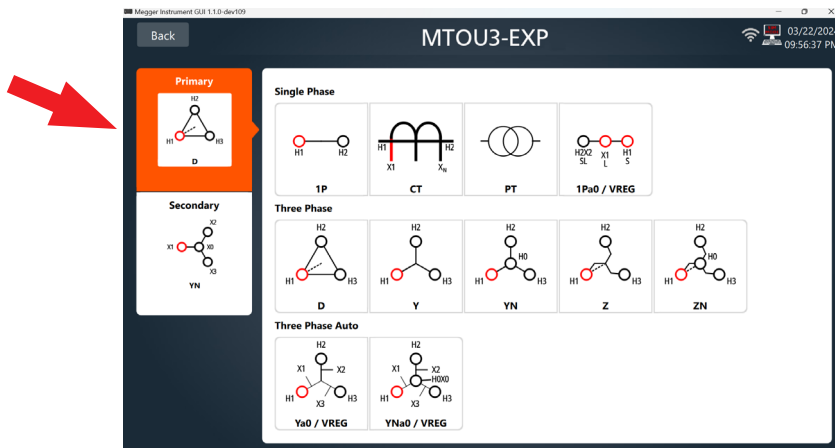 Megger Instrument GUI 1.1.0-dev109
Back
MTOU3-EXP
03/22/2024
09:56:37 PM
Primary
H2
H1
H3
D
Secondary
X2
X1
X0
X3
YN
Single Phase
H1 H2
1P
H1 H2
X1 XN
CT
PT
H2X2 X1 H1
SL L S
1Pa0 / VREG
Three Phase
H2
H1 H3
D
H2
H1 H3
Y
H2
H0
H1 H3
YN
H2
H1 H3
Z
H2
H0
H1 H3
ZN
Three Phase Auto
H2
X1 X2
H1 H3
X3
Ya0 / VREG
H2
X1 X2
H0X0
H1 H3
X3
YNa0 / VREG